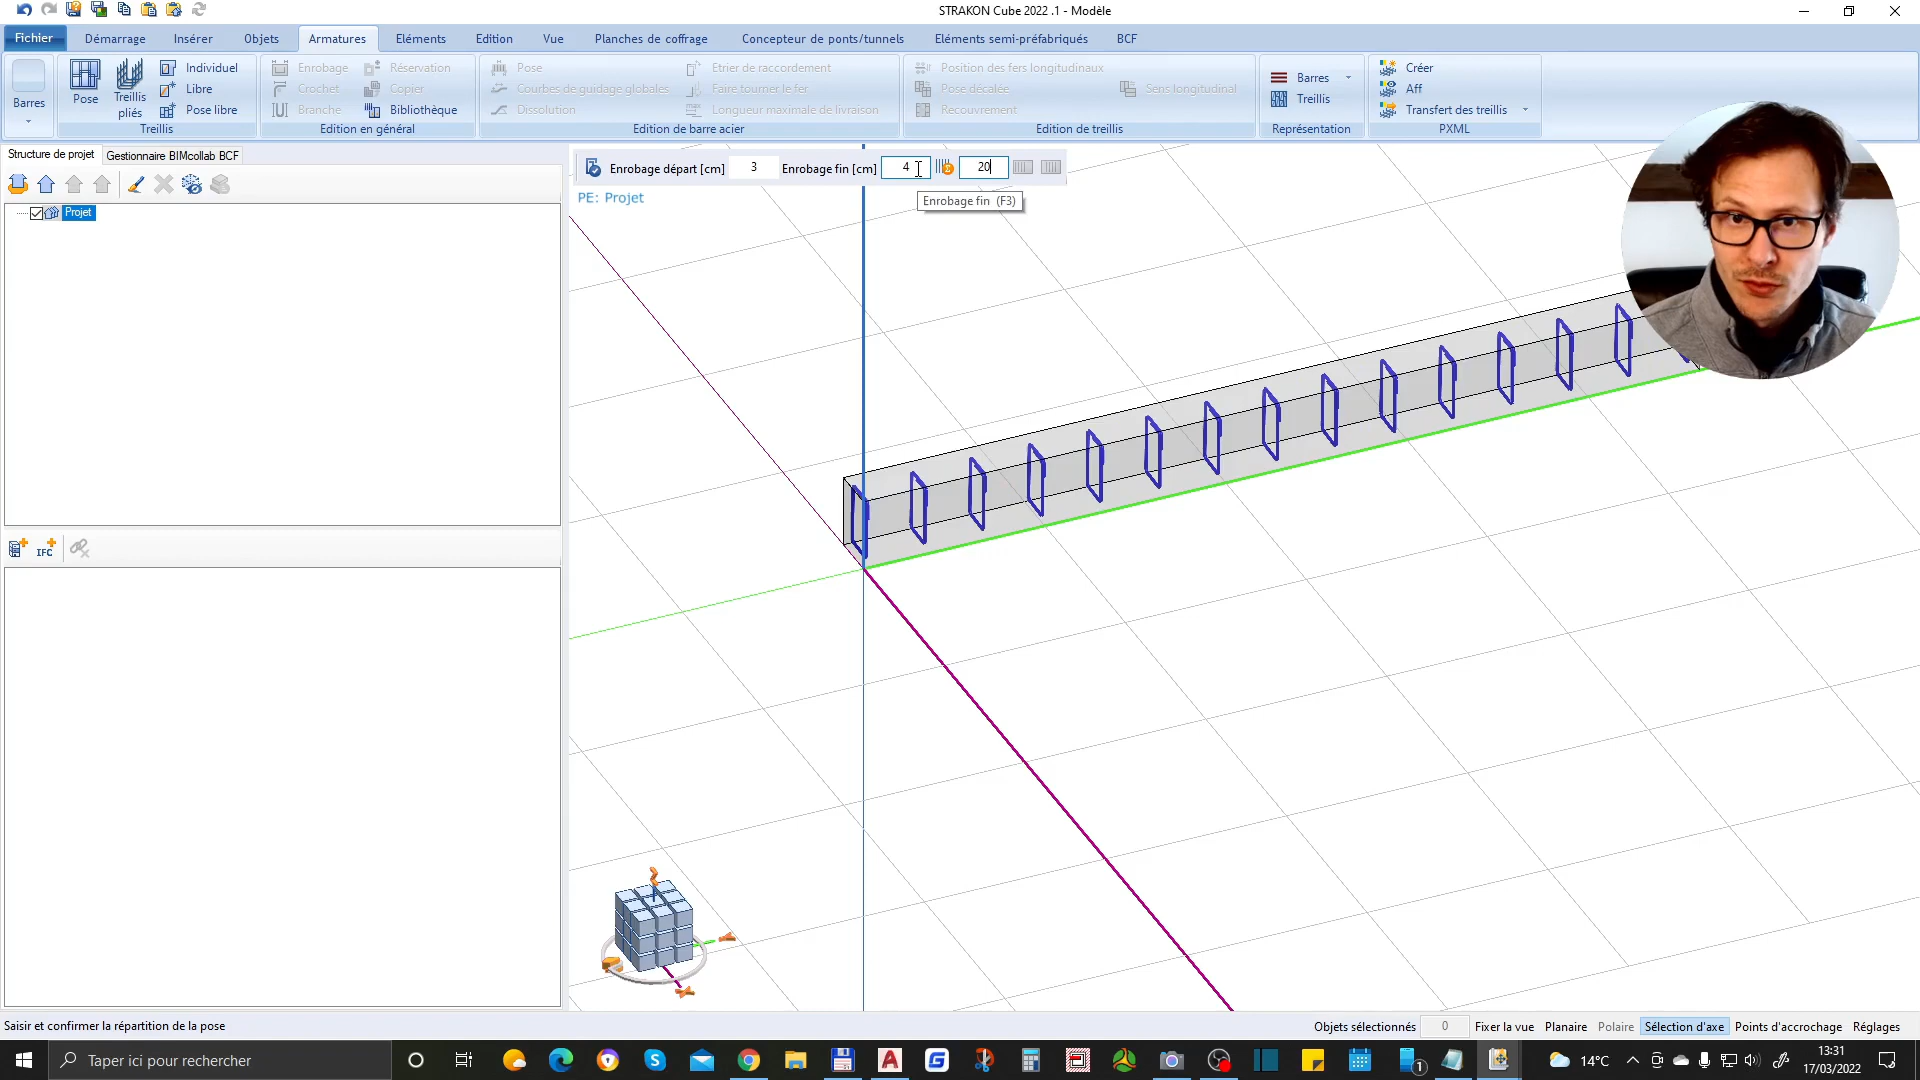 STRAKON Cube 2022 .1 - Modèle
Fichier Démarrage Insérer Objets Armatures Eléments Edition Vue Planches de coffrage Concepteur de ponts/tunnels Eléments semi-préfabriqués BCF
Barres
Pose
Treillis pliés
Individuel
Libre
Pose libre
Treillis
Enrobage
Crochet
Branche
Réservation
Copier
Bibliothèque
Edition en général
Pose
Courbes de guidage globales
Dissolution
Etrier de raccordement
Faire tourner le fer
Longueur maximale de livraison
Edition de barre acier
Position des fers longitudinaux
Pose décalée
Recouvrement
Sens longitudinal
Edition de treillis
Barres
Treillis
Représentation
Créer
Aff
Transfert des treillis
PXML
Structure de projet Gestionnaire BIMcollab BCF
Projet
IFC
Enrobage départ [cm] 3 Enrobage fin [cm] 4 20
Enrobage fin (F3)
PE: Projet
Saisir et confirmer la répartition de la pose
Objets sélectionnés 0 Fixer la vue Planaire Polaire Sélection d'axe Points d'accrochage Réglages
Taper ici pour rechercher
1
14°C
13:31
17/03/2022